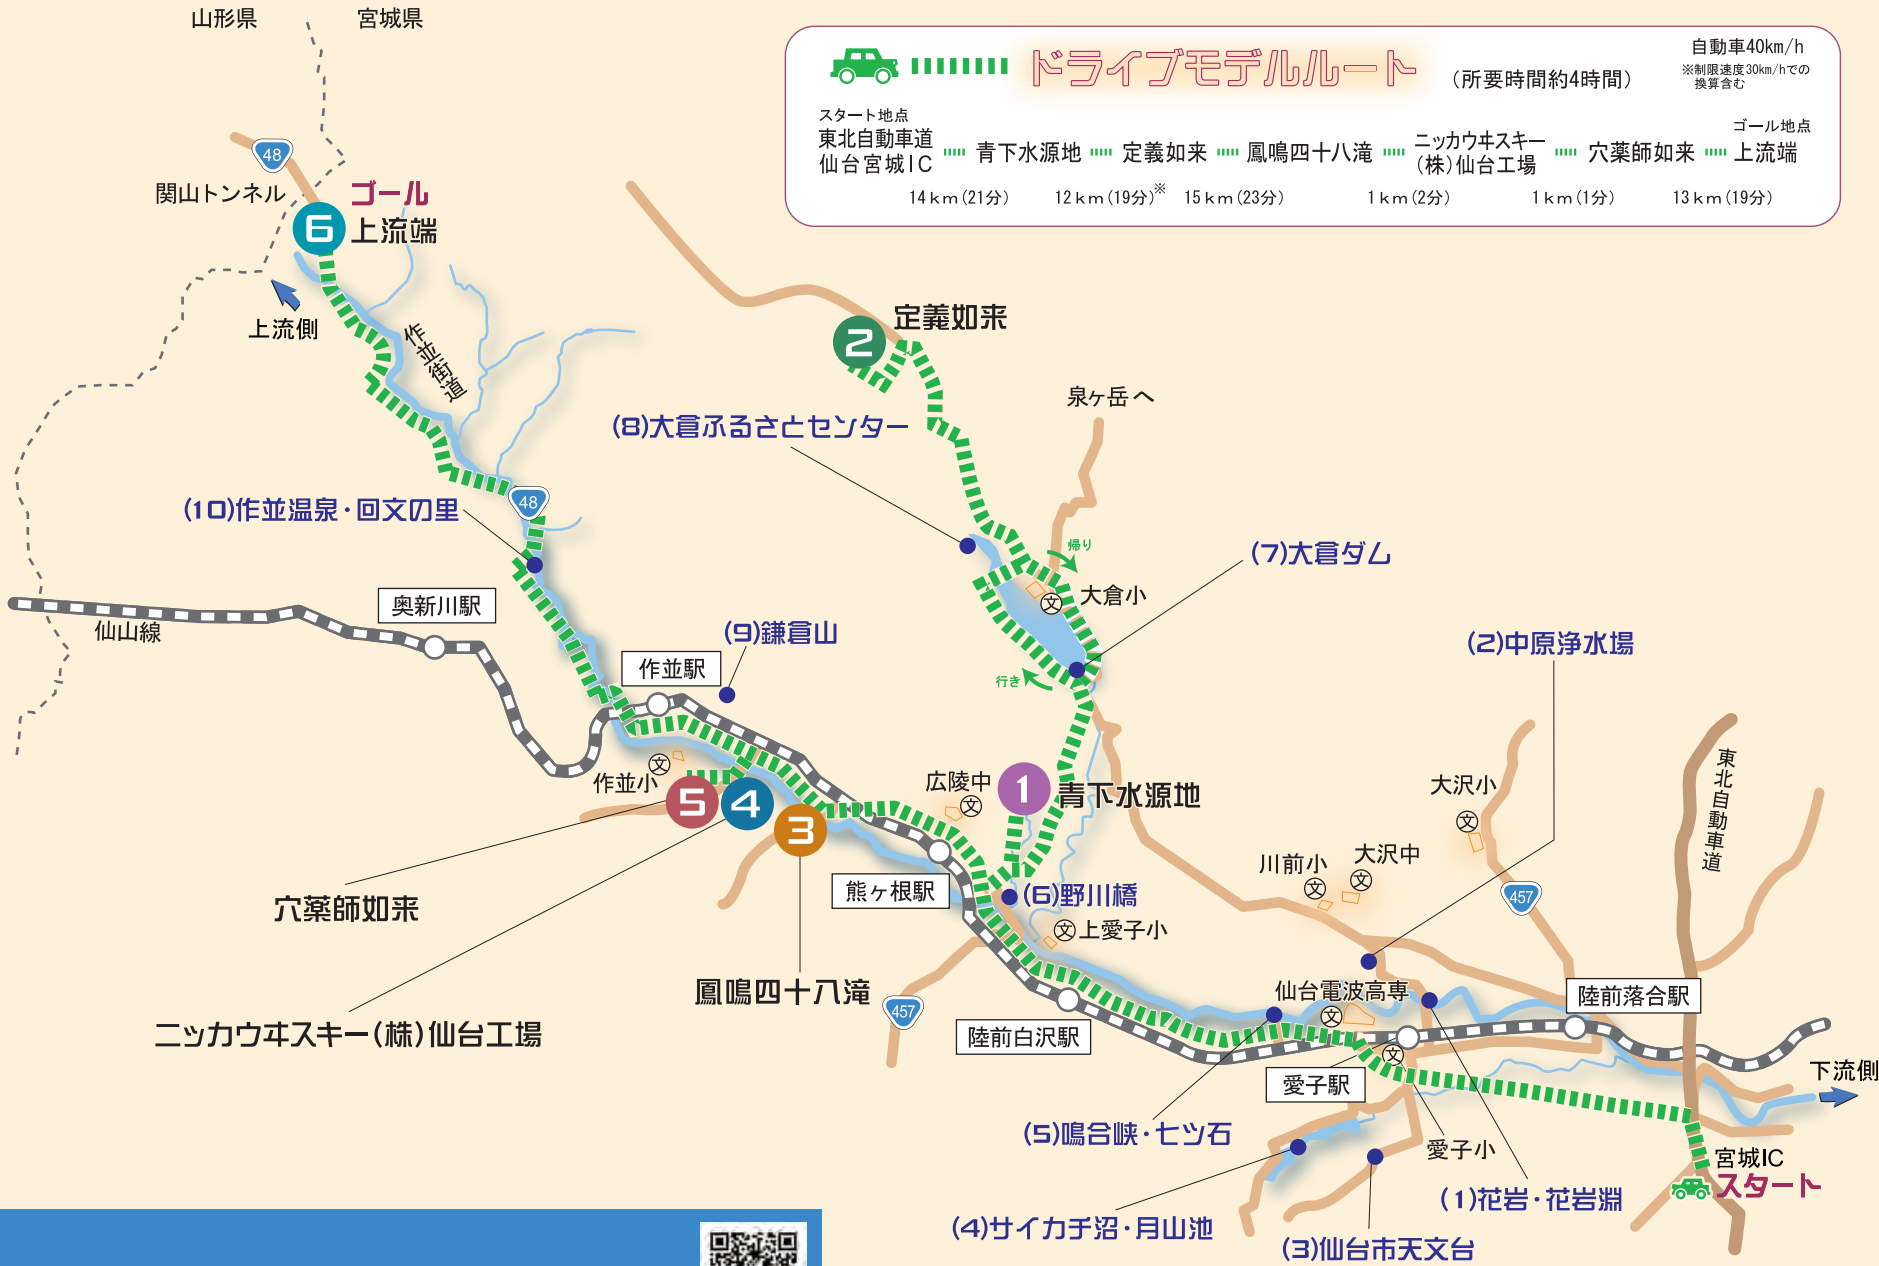 山形県
宮城県
ドライブモデルルート
(所要時間約4時間)
自動車40km/h
※制限速度30km/hでの
換算含む
スタート地点
東北自動車道
仙台宮城IC
青下水源地
定義如来
鳳鳴四十八滝
ニッカウヰスキー
(株)仙台工場
穴薬師如来
ゴール地点
上流端
14km(21分)
12km(19分)※
15km(23分)
1km(2分)
1km(1分)
13km(19分)
48
関山トンネル
ゴール
6
上流端
上流側
作並街道
2
定義如来
泉ヶ岳へ
(8)大倉ふるさとセンター
(10)作並温泉・回文の里
48
帰り
(7)大倉ダム
文
大倉小
奥新川駅
仙山線
(9)鎌倉山
(2)中原浄水場
作並駅
行き
東北自動車道
作並小
文
5
4
3
広陵中
文
1
青下水源地
大沢小
文
川前小
文
大沢中
文
457
穴薬師如来
熊ヶ根駅
(6)野川橋
文
上愛子小
鳳鳴四十八滝
457
仙台電波高専
文
陸前落合駅
ニッカウヰスキー(株)仙台工場
陸前白沢駅
文
愛子駅
下流側
(5)鳴合峡・七ツ石
愛子小
宮城IC
スタート
(1)花岩・花岩淵
(4)サイカチ沼・月山池
(3)仙台市天文台